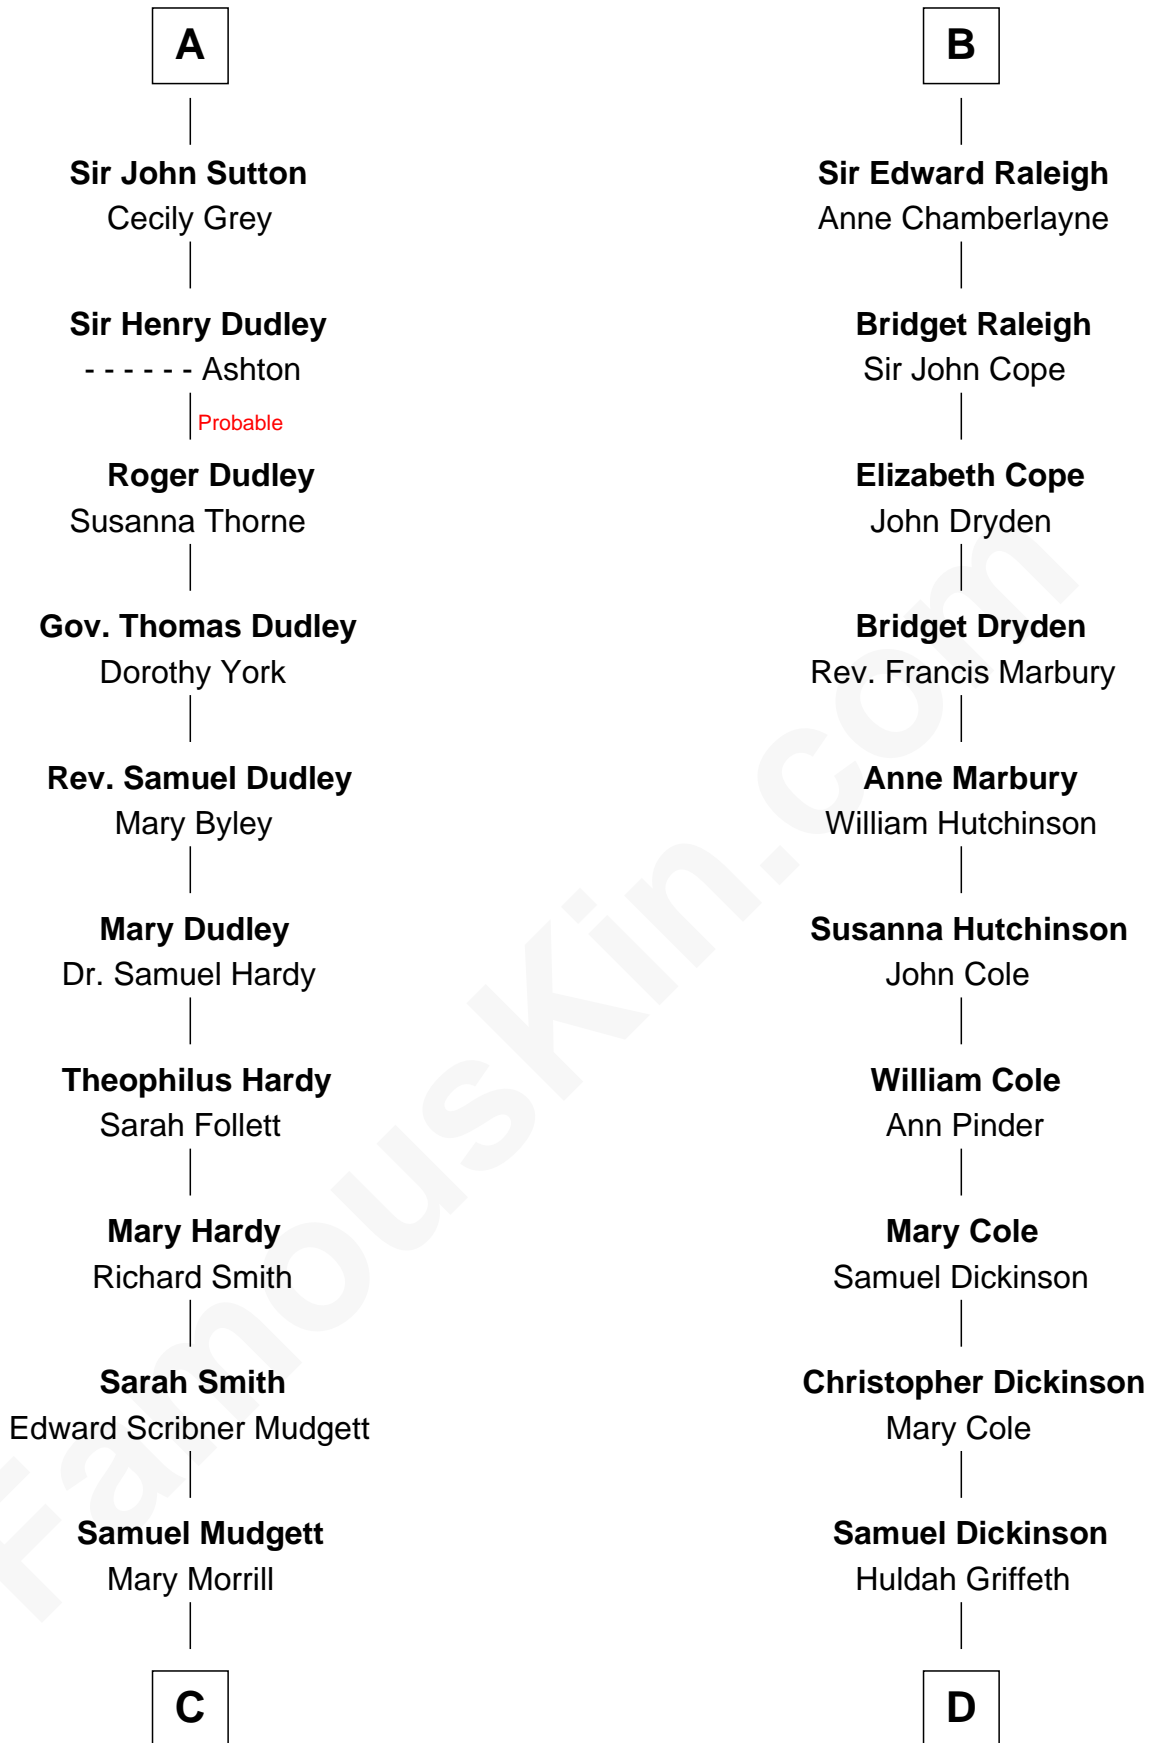 A
Sir John Sutton
Cecily Grey
Sir Henry Dudley
- - - - - - Ashton
Probable
Roger Dudley
Susanna Thorne
Gov. Thomas Dudley
Dorothy York
Rev. Samuel Dudley
Mary Byley
Mary Dudley
Dr. Samuel Hardy
Theophilus Hardy
Sarah Follett
Mary Hardy
Richard Smith
Sarah Smith
Edward Scribner Mudgett
Samuel Mudgett
Mary Morrill
C
B
Sir Edward Raleigh
Anne Chamberlayne
Bridget Raleigh
Sir John Cope
Elizabeth Cope
John Dryden
Bridget Dryden
Rev. Francis Marbury
Anne Marbury
William Hutchinson
Susanna Hutchinson
John Cole
William Cole
Ann Pinder
Mary Cole
Samuel Dickinson
Christopher Dickinson
Mary Cole
Samuel Dickinson
Huldah Griffeth
D
FamousKin.com